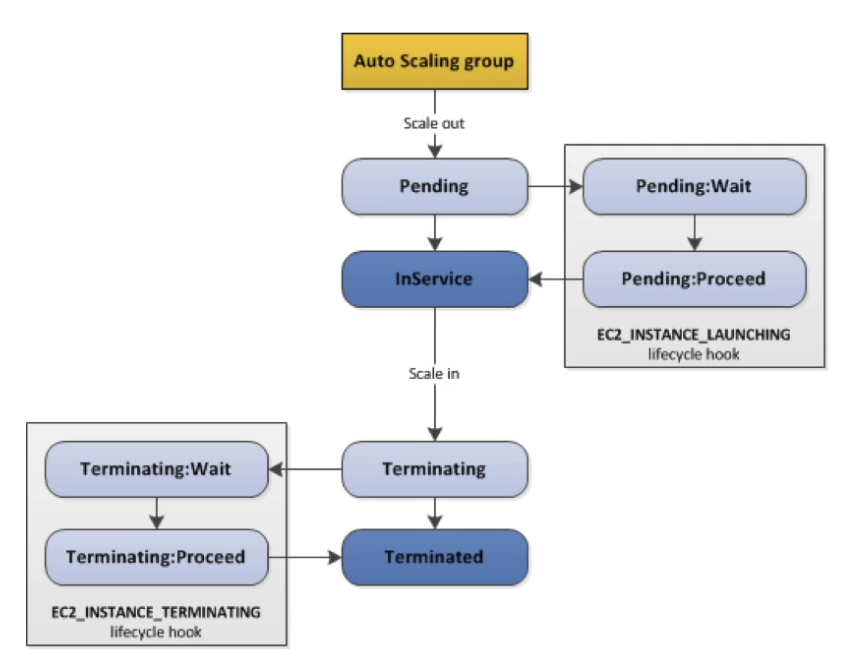 Auto Scaling group
Scale out
Pending
Pending:Wait
InService
Pending:Proceed
EC2_INSTANCE_LAUNCHING
lifecycle hook
Scale in
Terminating:Wait
Terminating
Terminating:Proceed
Terminated
EC2_INSTANCE_TERMINATING
lifecycle hook